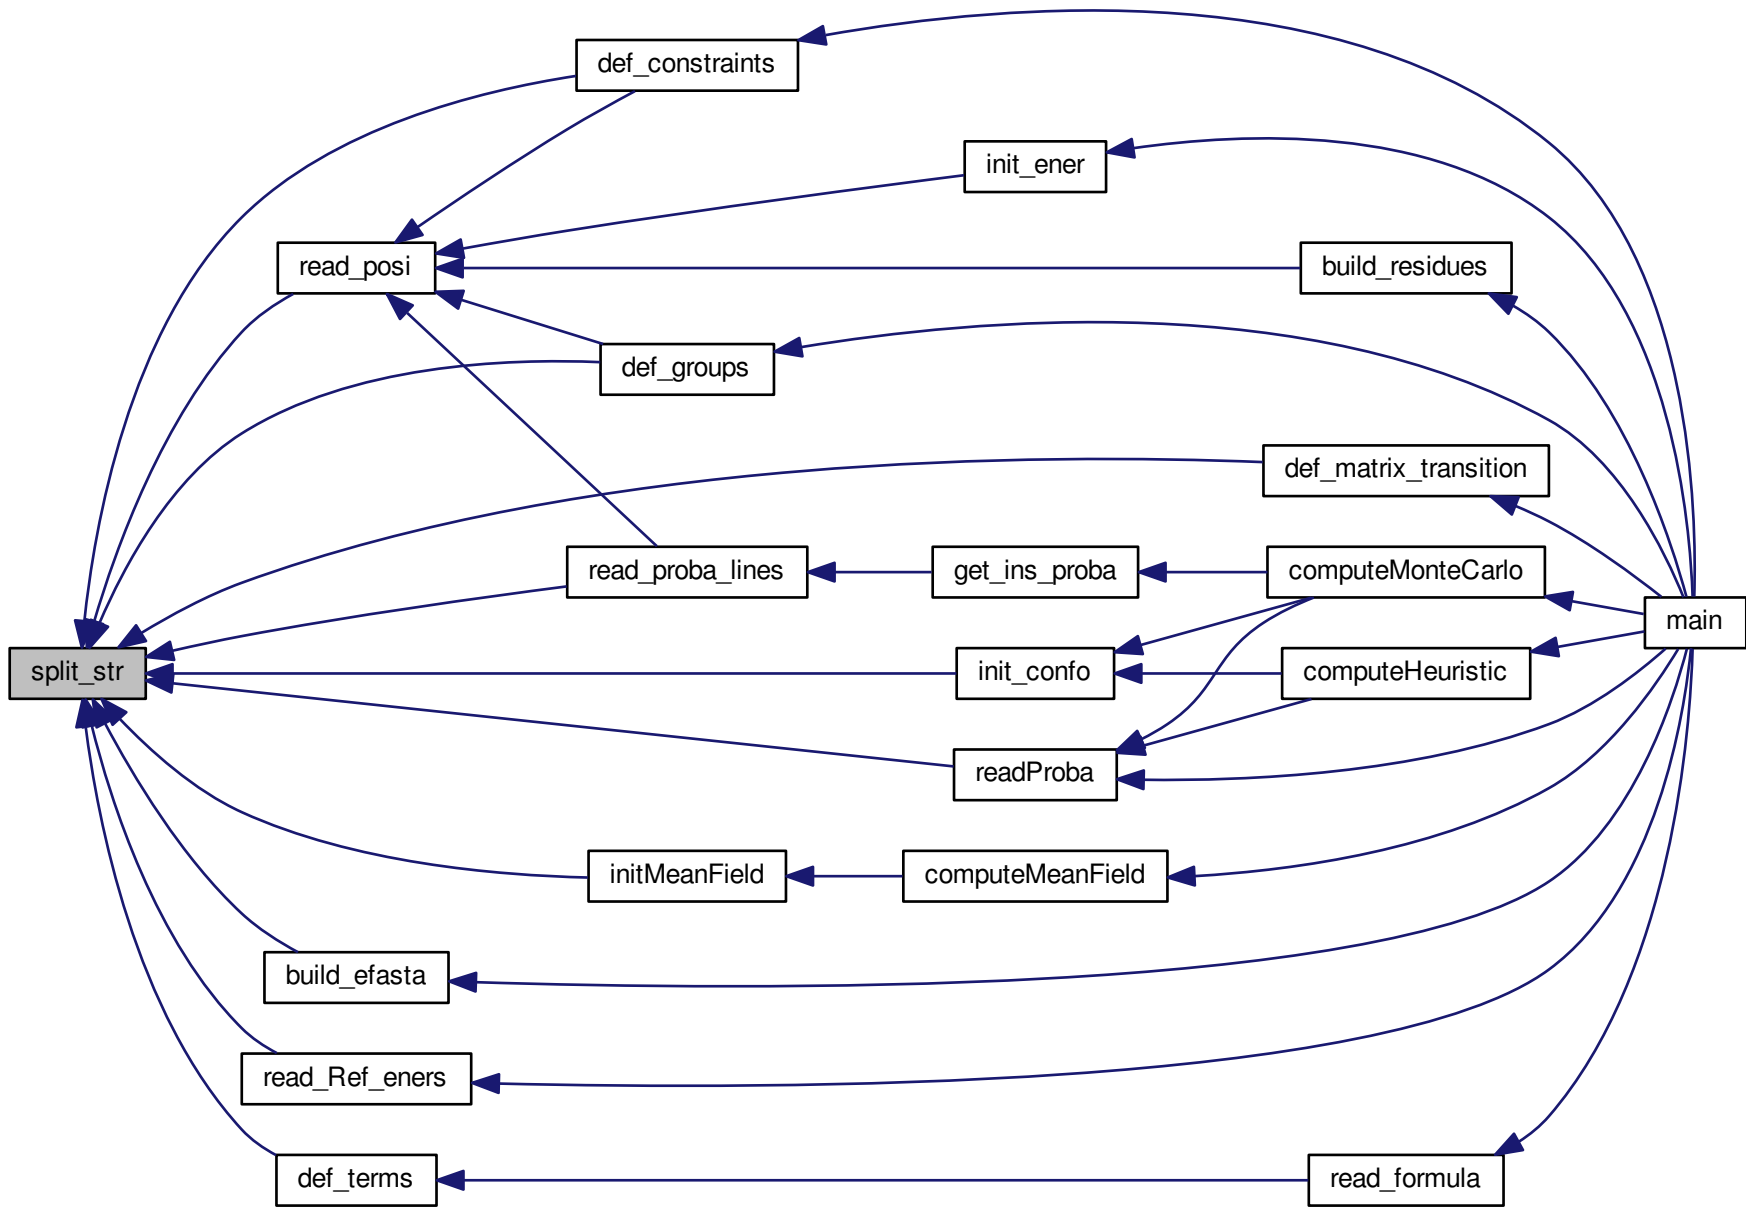 def_constraints
init_ener
read_posi
build_residues
def_groups
def_matrix_transition
read_proba_lines
get_ins_proba
computeMonteCarlo
main
split_str
init_confo
computeHeuristic
readProba
initMeanField
computeMeanField
build_efasta
read_Ref_eners
def_terms
read_formula